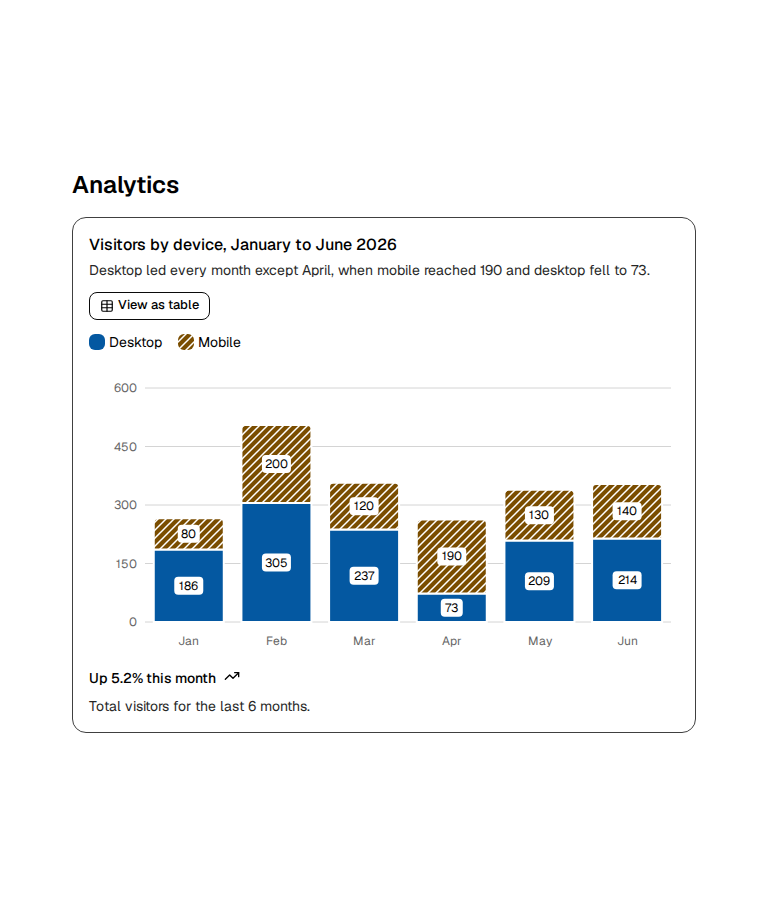 Analytics
Visitors by device, January to June 2026
Desktop led every month except April, when mobile reached 190 and desktop fell to 73.
View as table
Desktop Mobile
600
450
300
150
0
80
186
200
305
120
237
190
73
130
209
140
214
Jan Feb Mar Apr May Jun
Up 5.2% this month
Total visitors for the last 6 months.